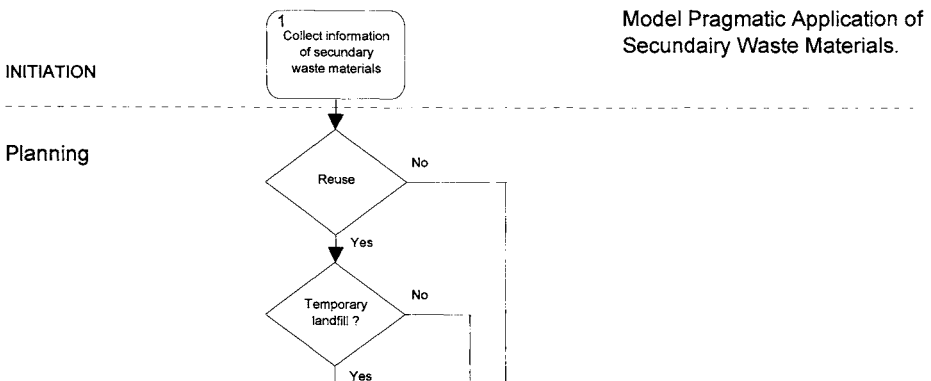 1
Collect information
of secundary
waste materials
Model Pragmatic Application of
Secundairy Waste Materials.
INITIATION
Planning
No
Reuse
Yes
No
Temporary
landfill ?
Yes